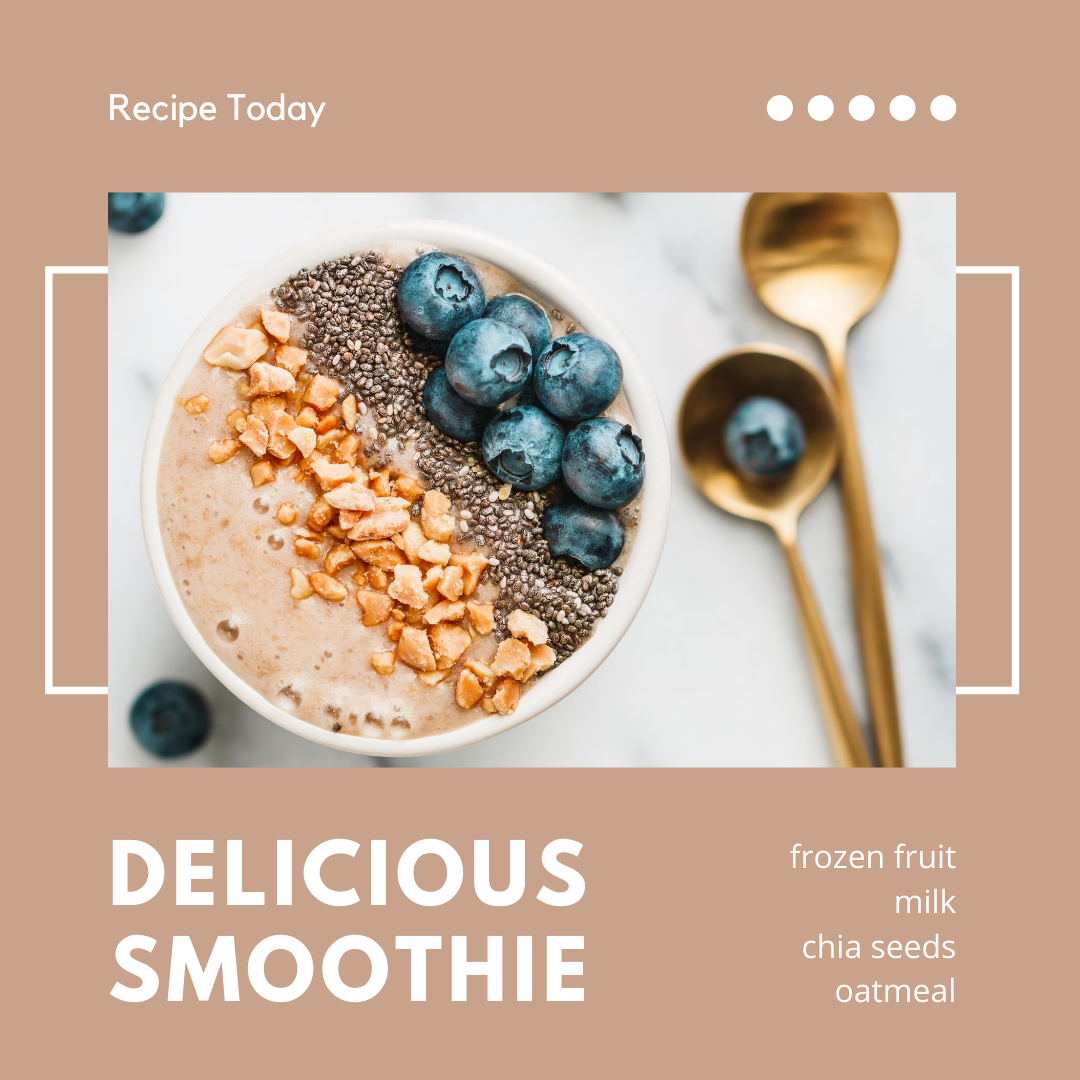 Recipe Today
DELICIOUS
SMOOTHIE
frozen fruit
milk
chia seeds
oatmeal